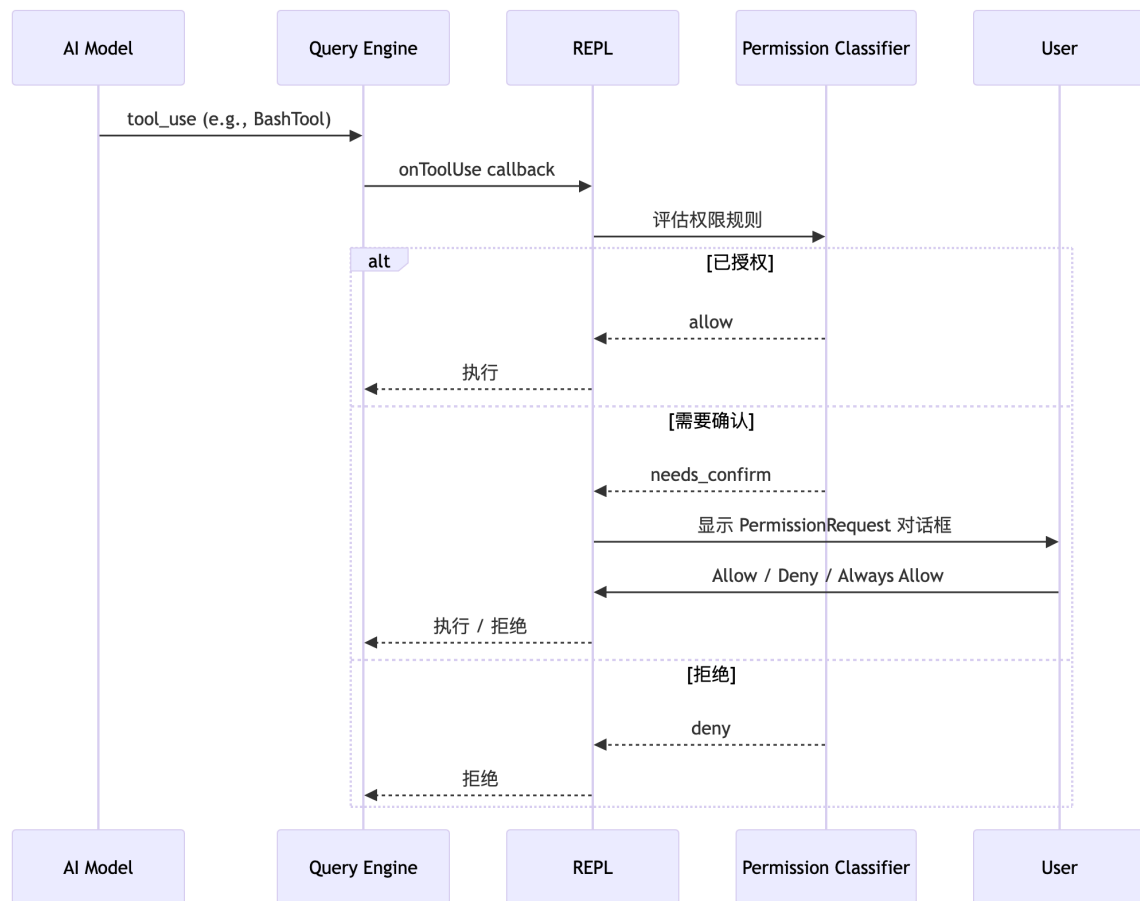 AI Model
Query Engine
REPL
Permission Classifier
User
tool_use (e.g., BashTool)
onToolUse callback
评估权限规则
alt
[已授权]
allow
执行
[需要确认]
needs_confirm
显示 PermissionRequest 对话框
Allow / Deny / Always Allow
执行 / 拒绝
[拒绝]
deny
拒绝
AI Model
Query Engine
REPL
Permission Classifier
User